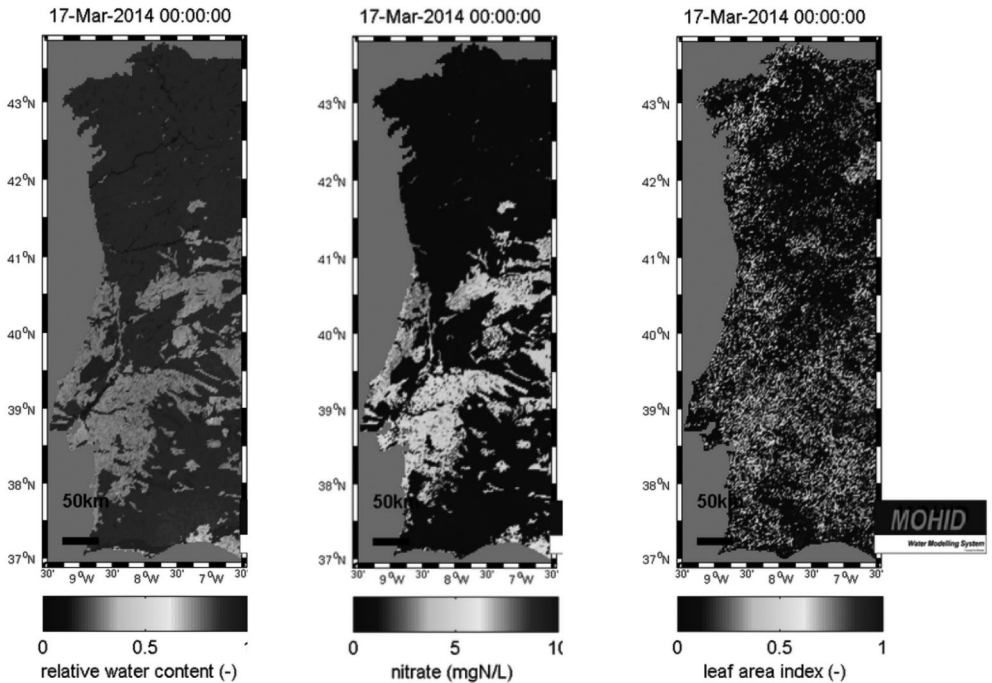 17-Mar-2014 00:00:00
43°N
42°N
41°N
40°N
39°N
38°N
37°N
50km
30' 9°W 30' 8°W 30' 7°W 30'
0 0.5 1
relative water content (-)
17-Mar-2014 00:00:00
43°N
42°N
41°N
40°N
39°N
38°N
37°N
50km
30' 9°W 30' 8°W 30' 7°W 30'
0 5 10
nitrate (mgN/L)
17-Mar-2014 00:00:00
43°N
42°N
41°N
40°N
39°N
38°N
37°N
50km
30' 9°W 30' 8°W 30' 7°W 30'
0 0.5 1
leaf area index (-)
MOHID
Water Modelling System